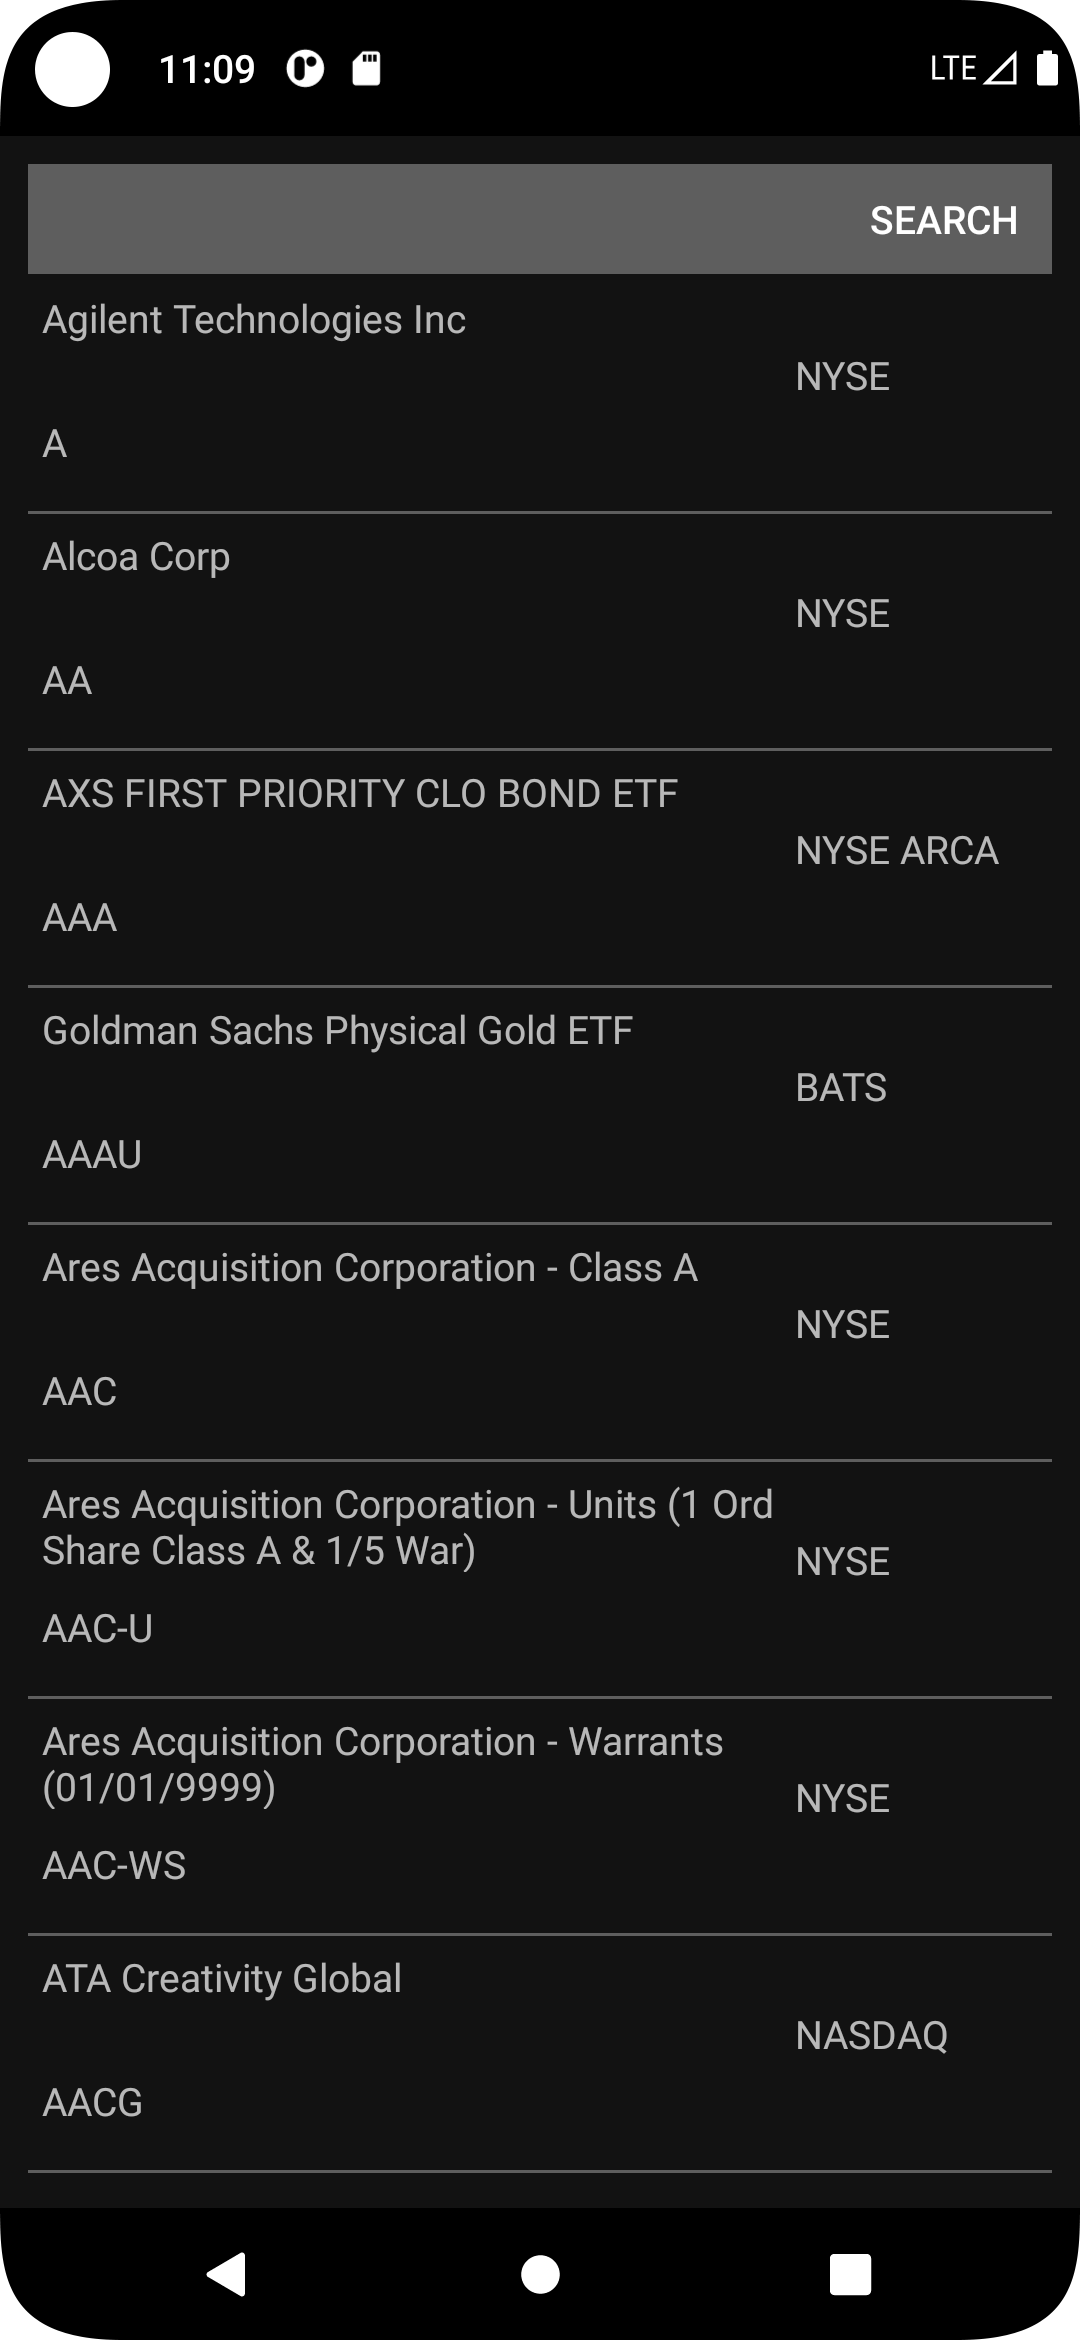 11:09
LTE
SEARCH
Agilent Technologies Inc
NYSE
A
Alcoa Corp
NYSE
AA
AXS FIRST PRIORITY CLO BOND ETF
NYSE ARCA
AAA
Goldman Sachs Physical Gold ETF
BATS
AAAU
Ares Acquisition Corporation - Class A
NYSE
AAC
Ares Acquisition Corporation - Units (1 Ord
Share Class A & 1/5 War)
NYSE
AAC-U
Ares Acquisition Corporation - Warrants
(01/01/9999)
NYSE
AAC-WS
ATA Creativity Global
NASDAQ
AACG